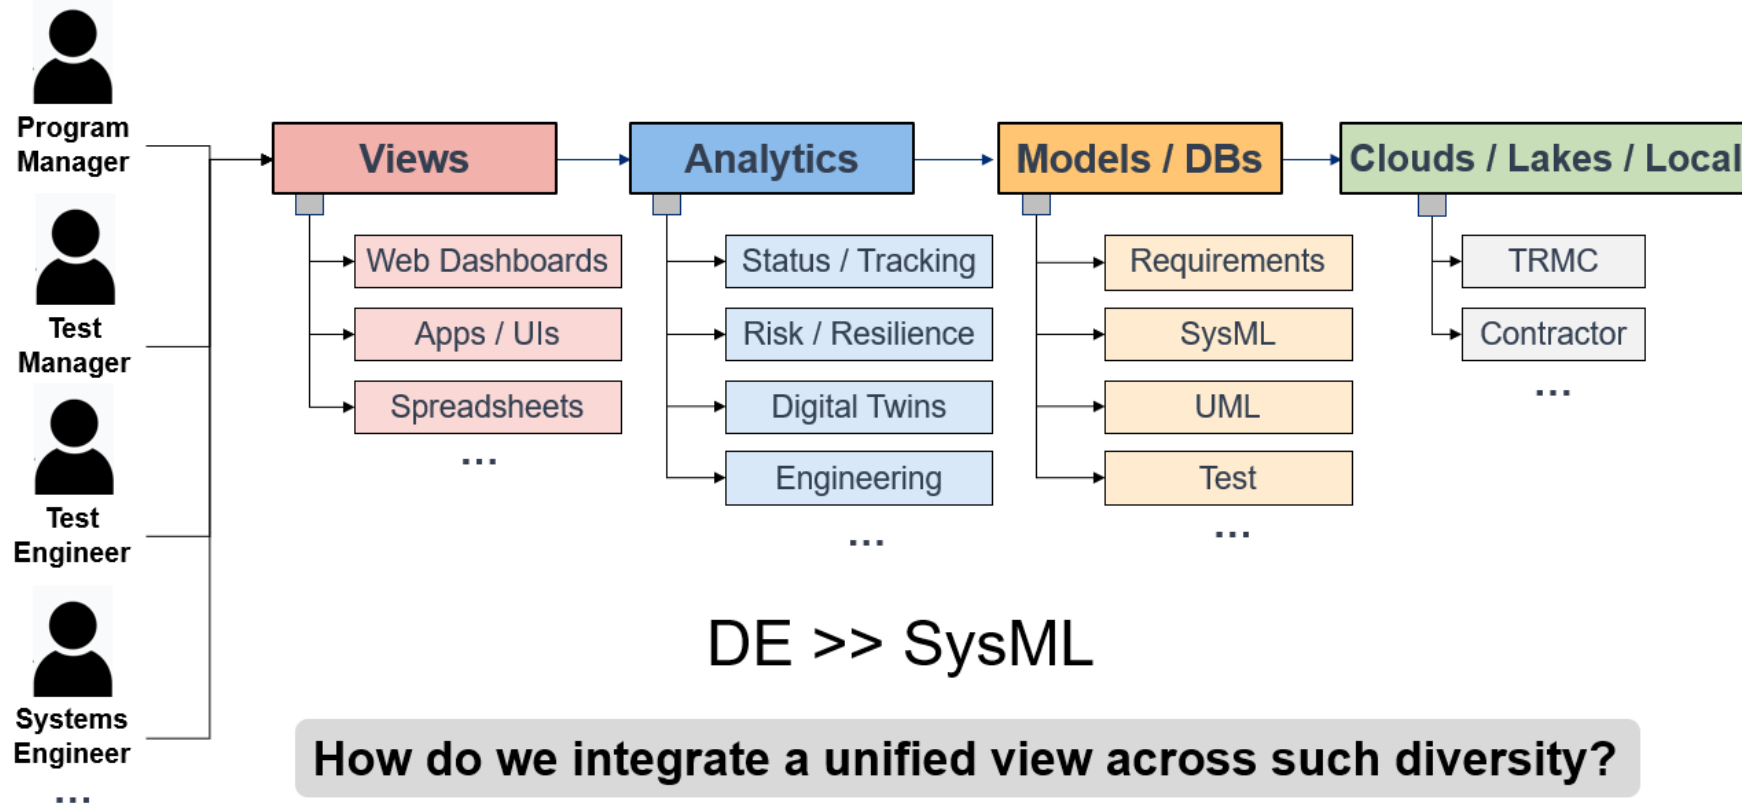 Program
Manager
Test
Manager
Test
Engineer
Systems
Engineer
...
Views
Web Dashboards
Apps / UIs
Spreadsheets
...
Analytics
Status / Tracking
Risk / Resilience
Digital Twins
Engineering
...
Models / DBs
Requirements
SysML
UML
Test
...
Clouds / Lakes / Local
TRMC
Contractor
...
DE >> SysML
How do we integrate a unified view across such diversity?